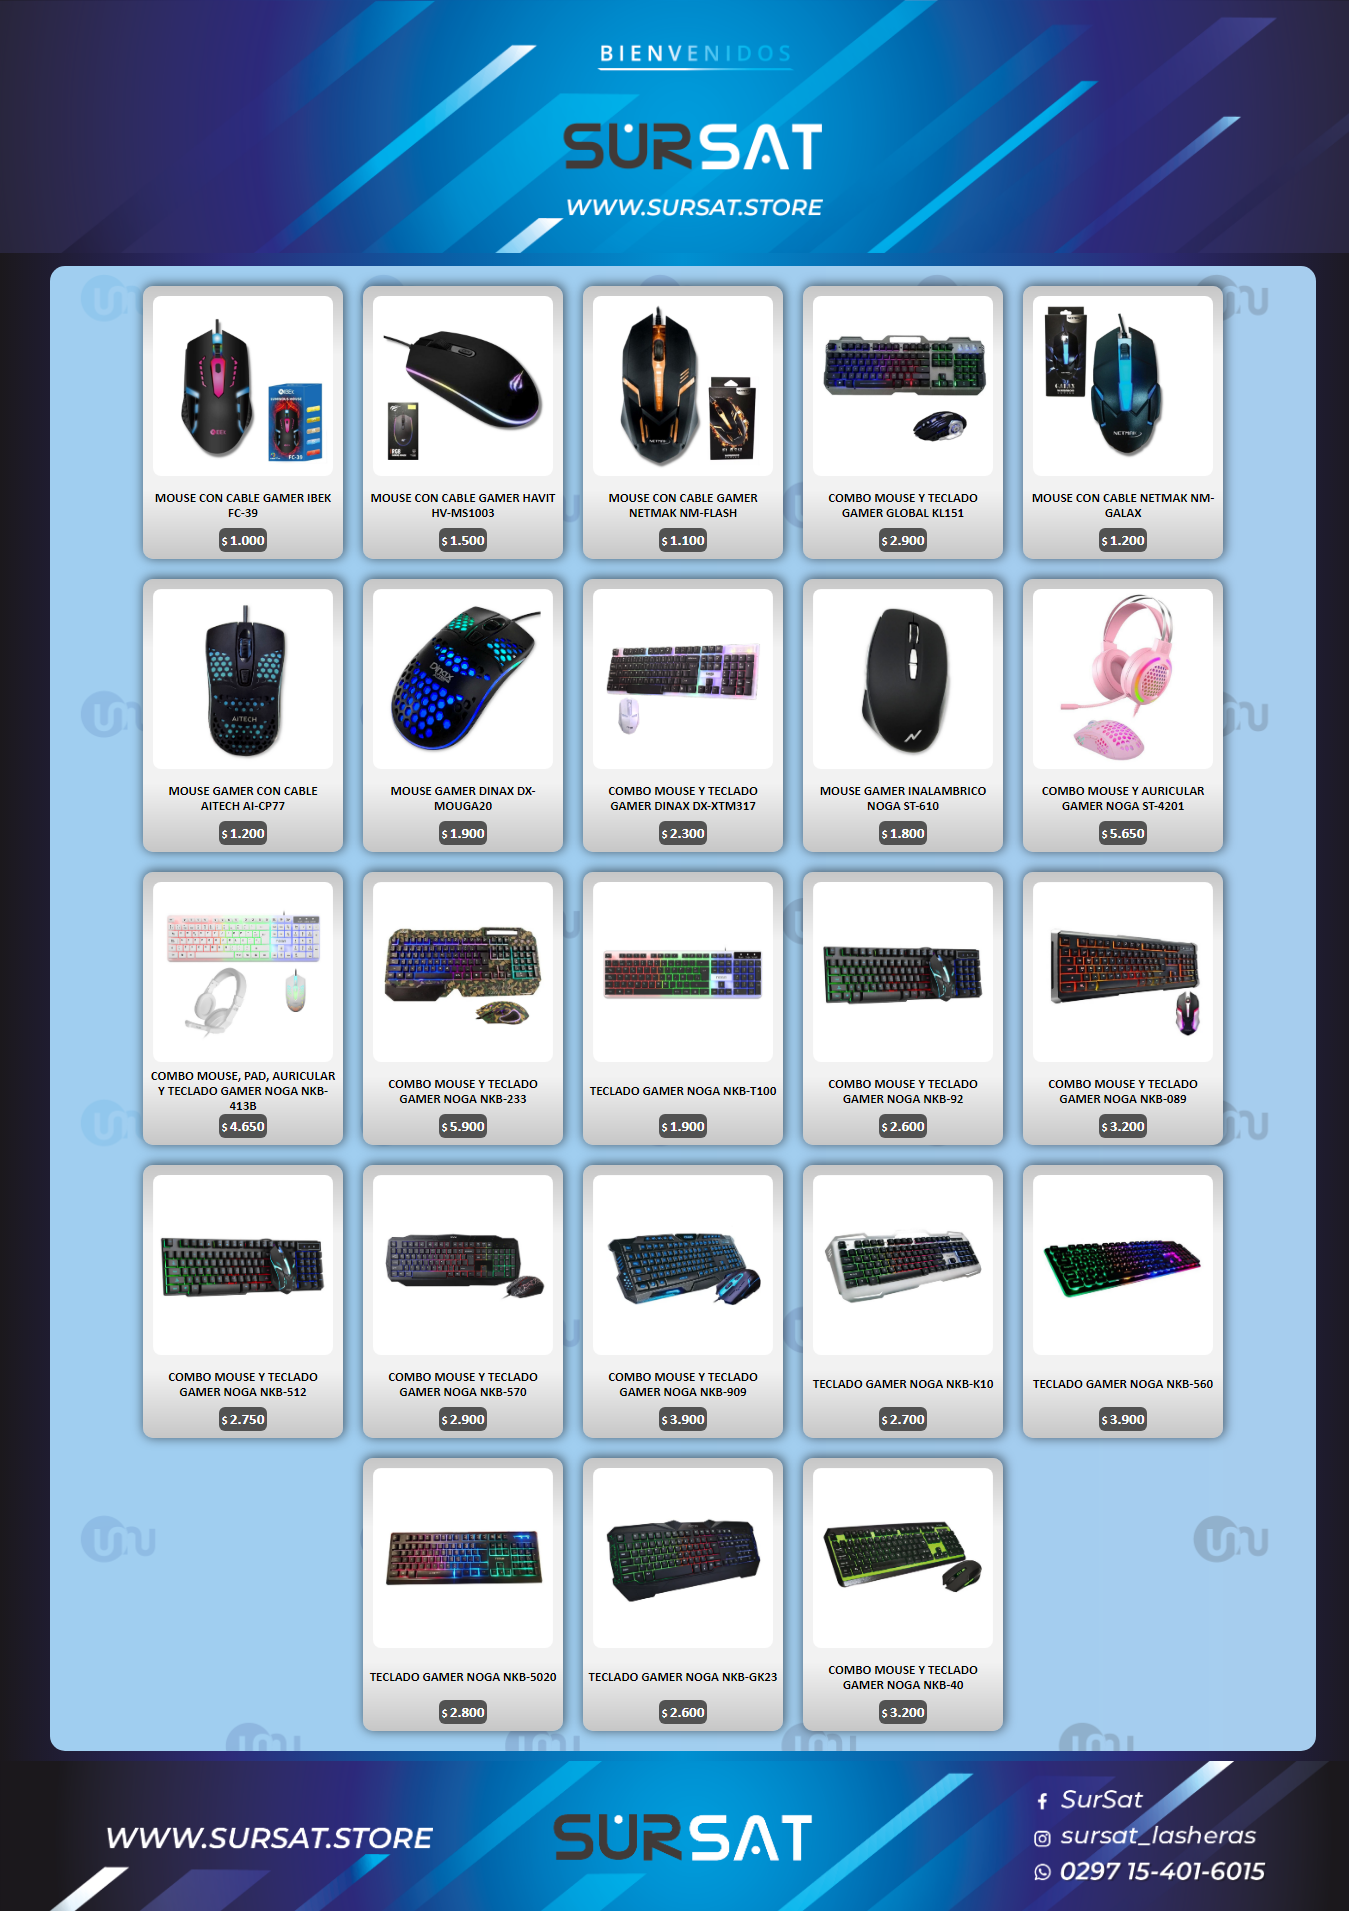 BIENVENIDOS
SURSAT
WWW.SURSAT.STORE
MOUSE CON CABLE GAMER IBEK
FC-39
$ 1.000
MOUSE CON CABLE GAMER HAVIT
HV-MS1003
$ 1.500
MOUSE CON CABLE GAMER
NETMAK NM-FLASH
$ 1.100
COMBO MOUSE Y TECLADO
GAMER GLOBAL KL151
$ 2.900
MOUSE CON CABLE NETMAK NM-
GALAX
$ 1.200
AITECH
MOUSE GAMER CON CABLE
AITECH AI-CP77
$ 1.200
Dinax
MOUSE GAMER DINAX DX-
MOUGA20
$ 1.900
COMBO MOUSE Y TECLADO
GAMER DINAX DX-XTM317
$ 2.300
MOUSE GAMER INALAMBRICO
NOGA ST-610
$ 1.800
COMBO MOUSE Y AURICULAR
GAMER NOGA ST-4201
$ 5.650
COMBO MOUSE, PAD, AURICULAR
Y TECLADO GAMER NOGA NKB-
413B
$ 4.650
COMBO MOUSE Y TECLADO
GAMER NOGA NKB-233
$ 5.900
TECLADO GAMER NOGA NKB-T100
$ 1.900
COMBO MOUSE Y TECLADO
GAMER NOGA NKB-92
$ 2.600
COMBO MOUSE Y TECLADO
GAMER NOGA NKB-089
$ 3.200
COMBO MOUSE Y TECLADO
GAMER NOGA NKB-512
$ 2.750
COMBO MOUSE Y TECLADO
GAMER NOGA NKB-570
$ 2.900
COMBO MOUSE Y TECLADO
GAMER NOGA NKB-909
$ 3.900
TECLADO GAMER NOGA NKB-K10
$ 2.700
TECLADO GAMER NOGA NKB-560
$ 3.900
TECLADO GAMER NOGA NKB-5020
$ 2.800
TECLADO GAMER NOGA NKB-GK23
$ 2.600
COMBO MOUSE Y TECLADO
GAMER NOGA NKB-40
$ 3.200
WWW.SURSAT.STORE
SURSAT
SurSat
sursat_lasheras
0297 15-401-6015